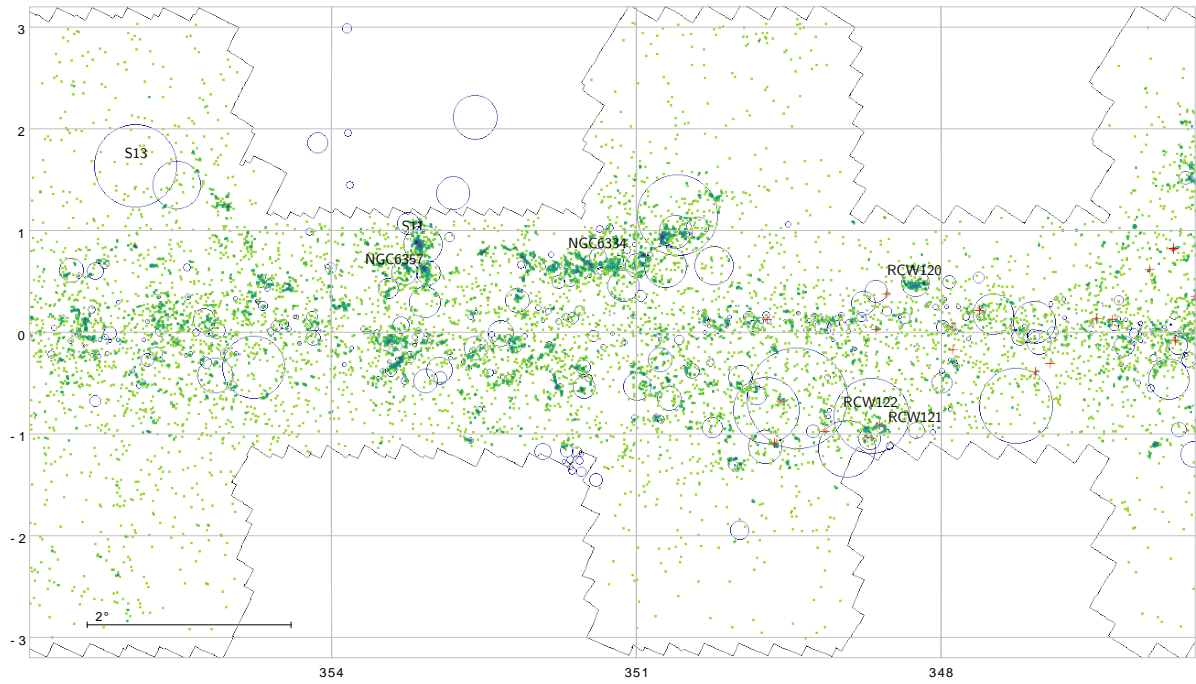 3
2
S13
1
S11
NGC6334
NGC6357
RCW120
0
RCW122
RCW121
- 1
- 2
2°
- 3
354
351
348